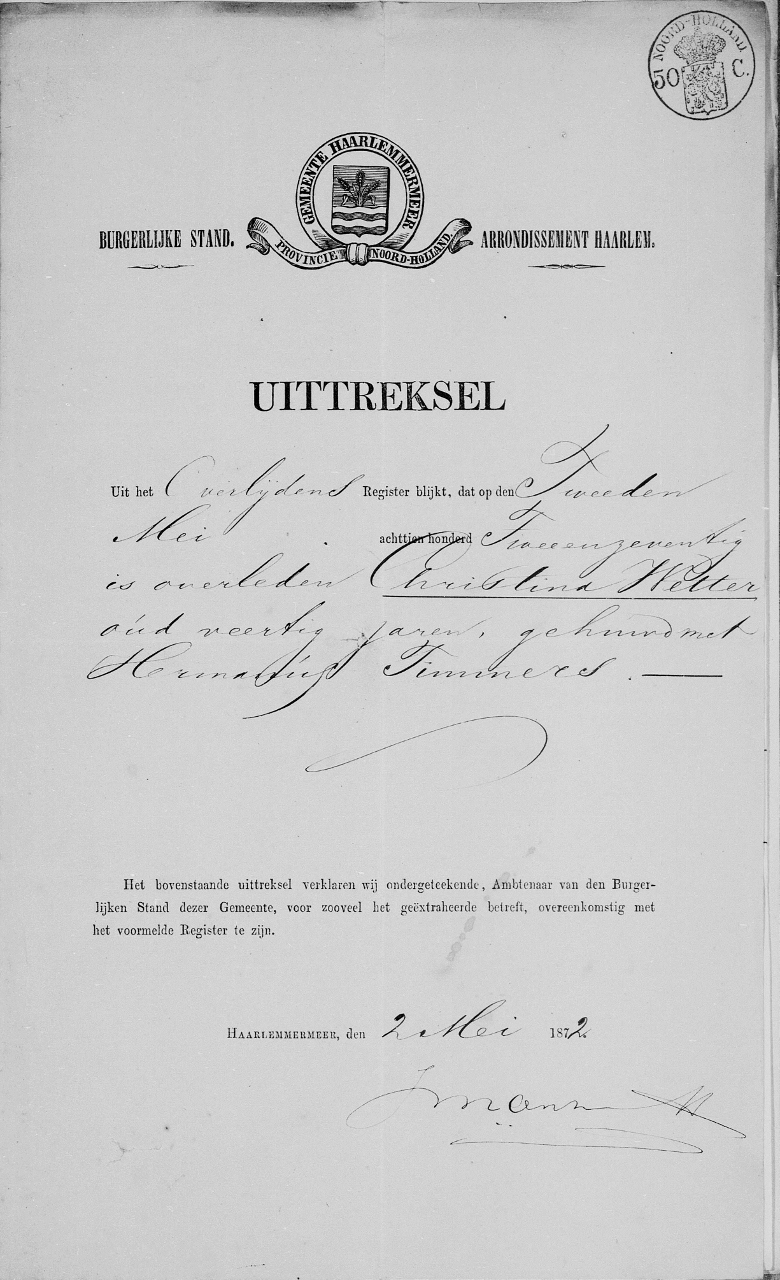 NOORD-HOLLAND
50 C.
GEMEENTE HAARLEMMERMEER
BURGERLIJKE STAND. ARRONDISSEMENT HAARLEM.
PROVINCIE NOORD-HOLLAND.
UITTREKSEL
Uit het Overlijdens Register blijkt, dat op den Tweeden
Mei achttien honderd Tweeenzeventig
is overleden Christina Wetter
oud veertig jaren, gehuwd met
Hermanus Timmers.
Het bovenstaande uittreksel verklaren wij ondergeteekende, Ambtenaar van den Burger-
lijken Stand dezer Gemeente, voor zooveel het geëxtraheerde betreft, overeenkomstig met
het voormelde Register te zijn.
HAARLEMMERMEER, den 2 Mei 1872